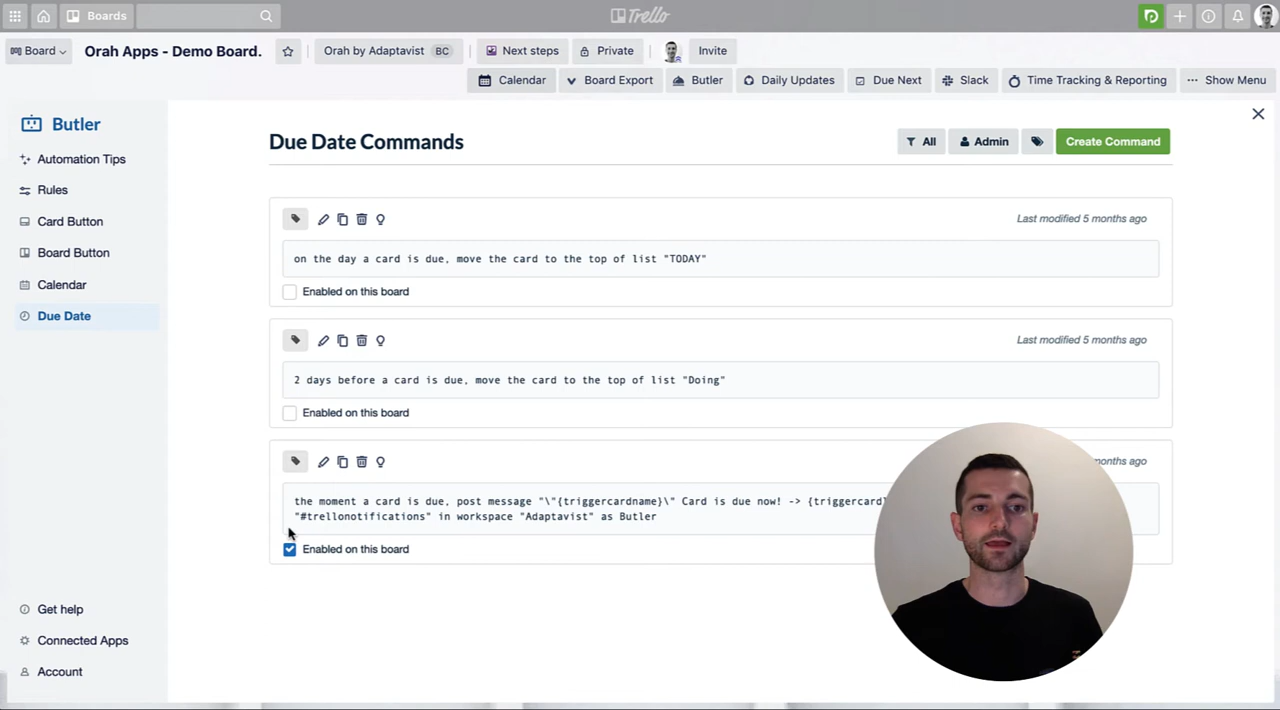 Boards
Trello
Board
Orah Apps - Demo Board.
Orah by Adaptavist BC
Next steps
Private
Invite
Calendar
Board Export
Butler
Daily Updates
Due Next
Slack
Time Tracking & Reporting
Show Menu
Butler
Automation Tips
Rules
Card Button
Board Button
Calendar
Due Date
Get help
Connected Apps
Account
Due Date Commands
All
Admin
Create Command
Last modified 5 months ago
on the day a card is due, move the card to the top of list "TODAY"
Enabled on this board
Last modified 5 months ago
2 days before a card is due, move the card to the top of list "Doing"
Enabled on this board
months ago
the moment a card is due, post message "\"{triggercardname}\" Card is due now! -> {triggercard
"#trellonotifications" in workspace "Adaptavist" as Butler
Enabled on this board